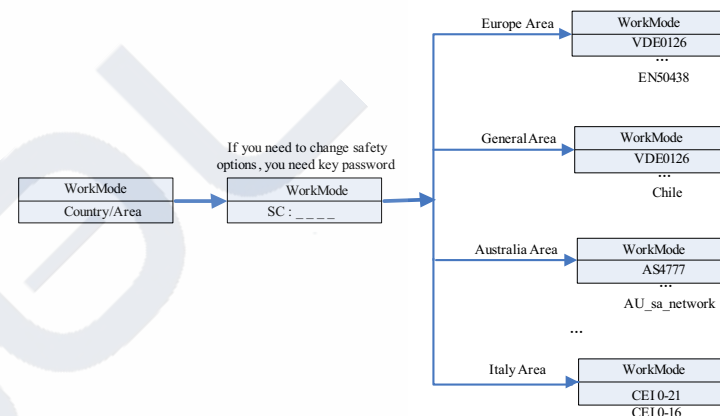 WorkMode
Country/Area
If you need to change safety
options, you need key password
WorkMode
SC : _ _ _ _
Europe Area
WorkMode
VDE0126
...
EN50438
General Area
WorkMode
VDE0126
...
Chile
Australia Area
WorkMode
AS4777
...
AU_sa_network
...
Italy Area
WorkMode
CEI 0-21
CEI 0-16